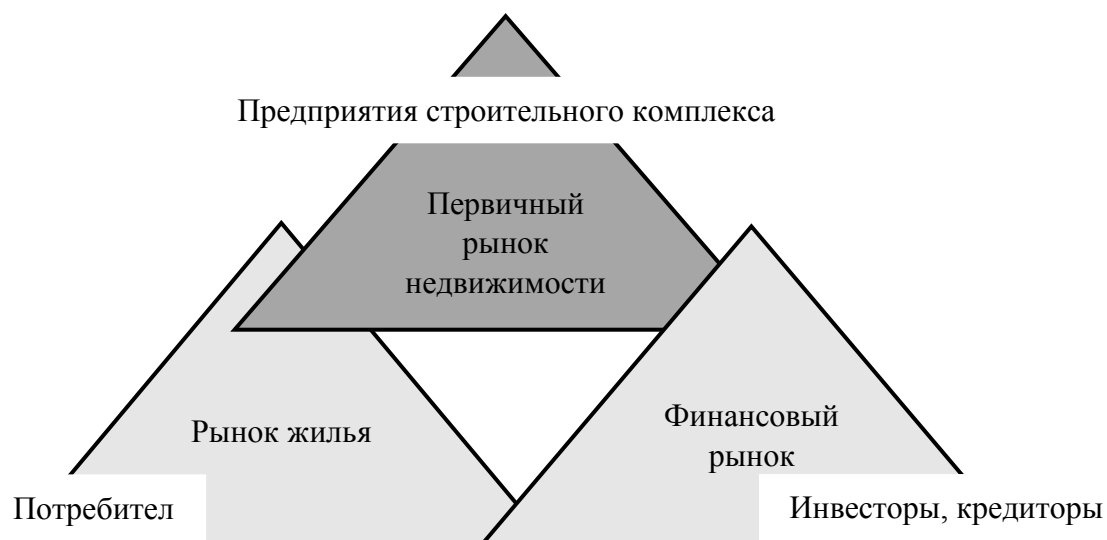 Предприятия строительного комплекса
Первичный
рынок
недвижимости
Рынок жилья
Финансовый
рынок
Потребител
Инвесторы, кредиторы